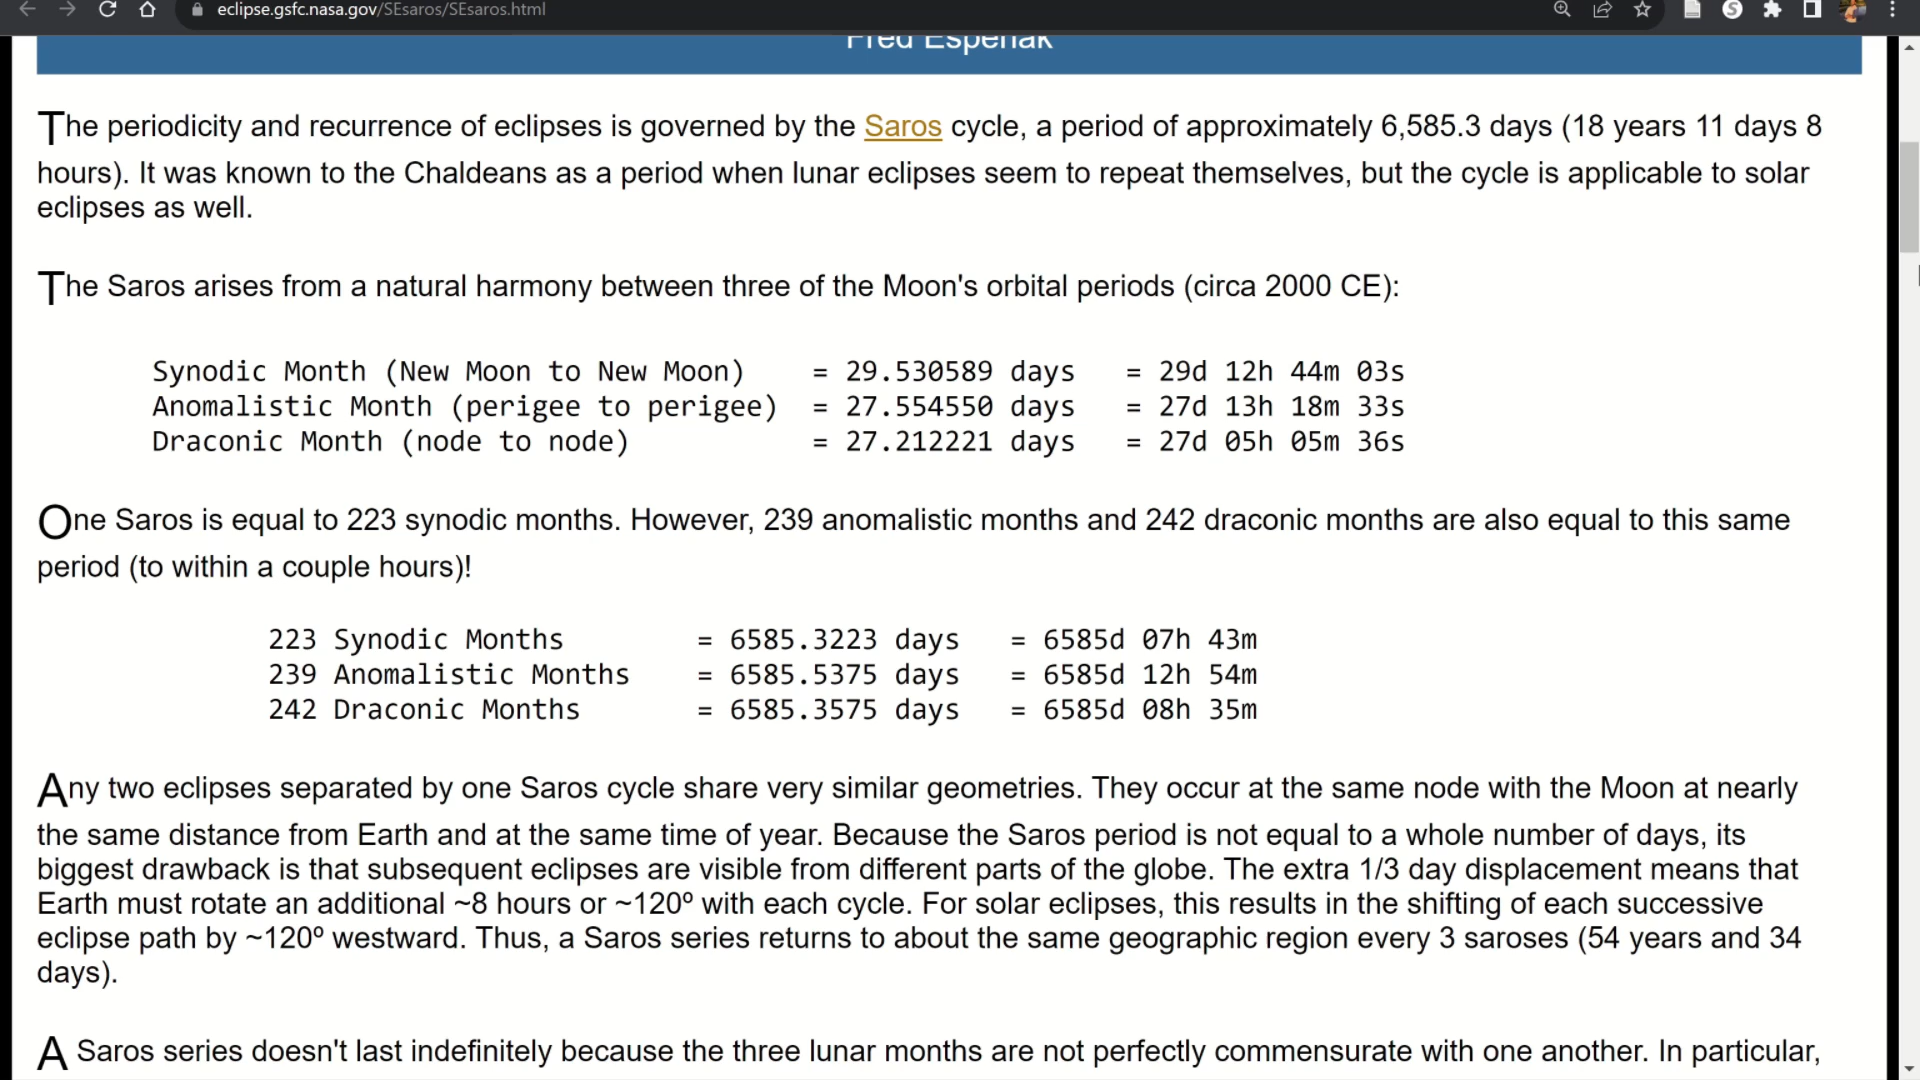 eclipse.gsfc.nasa.gov/SEsaros/SEsaros.html
Fred Espenak
The periodicity and recurrence of eclipses is governed by the Saros cycle, a period of approximately 6,585.3 days (18 years 11 days 8
hours). It was known to the Chaldeans as a period when lunar eclipses seem to repeat themselves, but the cycle is applicable to solar
eclipses as well.
The Saros arises from a natural harmony between three of the Moon's orbital periods (circa 2000 CE):
Synodic Month (New Moon to New Moon) = 29.530589 days = 29d 12h 44m 03s
Anomalistic Month (perigee to perigee) = 27.554550 days = 27d 13h 18m 33s
Draconic Month (node to node) = 27.212221 days = 27d 05h 05m 36s
One Saros is equal to 223 synodic months. However, 239 anomalistic months and 242 draconic months are also equal to this same
period (to within a couple hours)!
223 Synodic Months = 6585.3223 days = 6585d 07h 43m
239 Anomalistic Months = 6585.5375 days = 6585d 12h 54m
242 Draconic Months = 6585.3575 days = 6585d 08h 35m
Any two eclipses separated by one Saros cycle share very similar geometries. They occur at the same node with the Moon at nearly
the same distance from Earth and at the same time of year. Because the Saros period is not equal to a whole number of days, its
biggest drawback is that subsequent eclipses are visible from different parts of the globe. The extra 1/3 day displacement means that
Earth must rotate an additional ~8 hours or ~120º with each cycle. For solar eclipses, this results in the shifting of each successive
eclipse path by ~120º westward. Thus, a Saros series returns to about the same geographic region every 3 saroses (54 years and 34
days).
A Saros series doesn't last indefinitely because the three lunar months are not perfectly commensurate with one another. In particular,